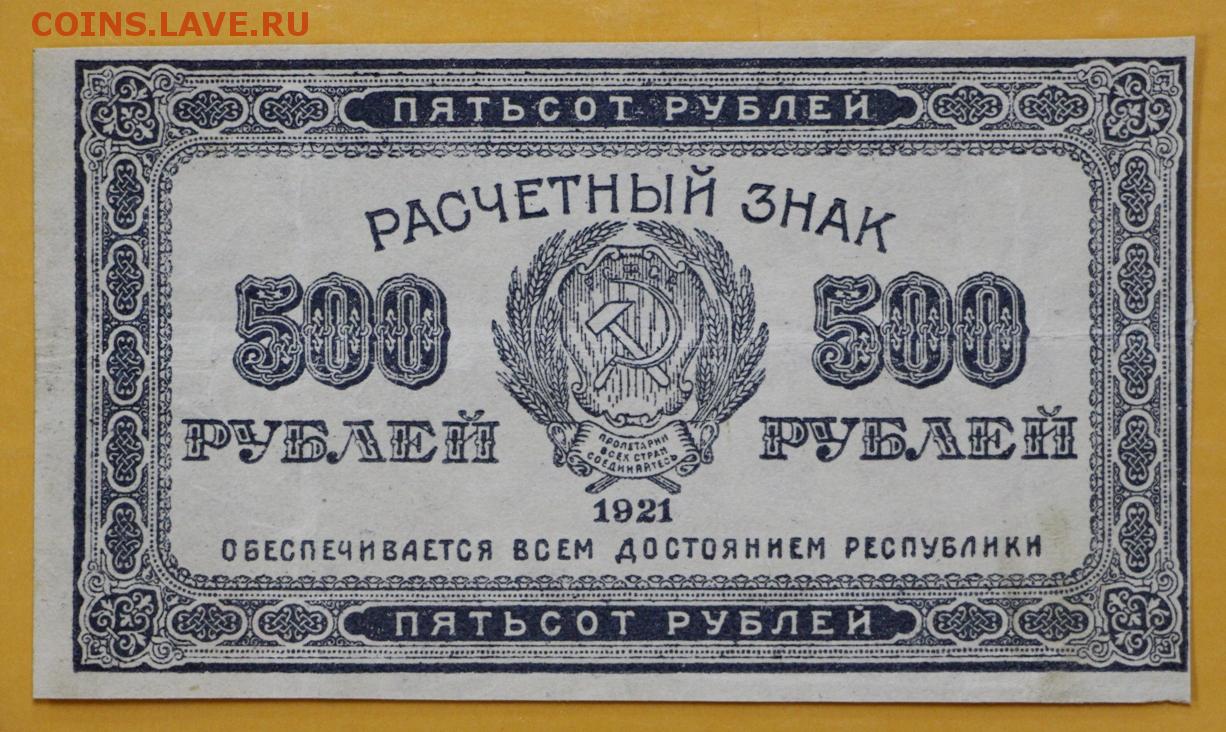 COINS.LAVE.RU
ПЯТЬСОТ РУБЛЕЙ
РАСЧЕТНЫЙ ЗНАК
500 500
РУБЛЕЙ РУБЛЕЙ
ПРОЛЕТАРИИ
ВСЕХ СТРАН
СОЕДИНЯЙТЕСЬ
1921
ОБЕСПЕЧИВАЕТСЯ ВСЕМ ДОСТОЯНИЕМ РЕСПУБЛИКИ
ПЯТЬСОТ РУБЛЕЙ